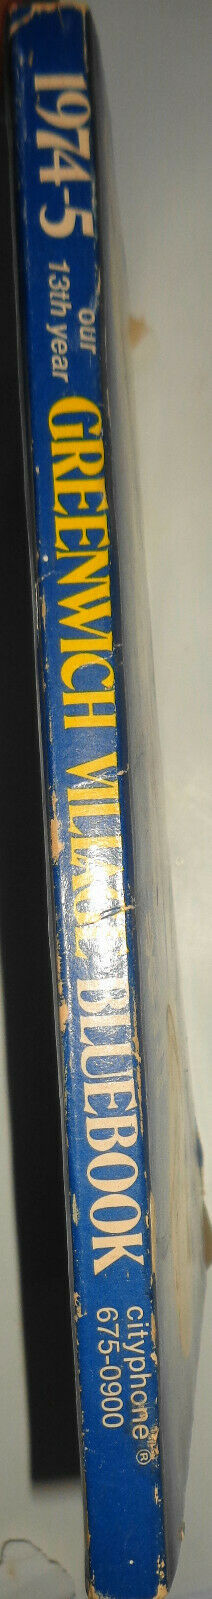 1974-5
our
13th year
GREENWICH VILLAGE BLUEBOOK
cityphone®
675-0900